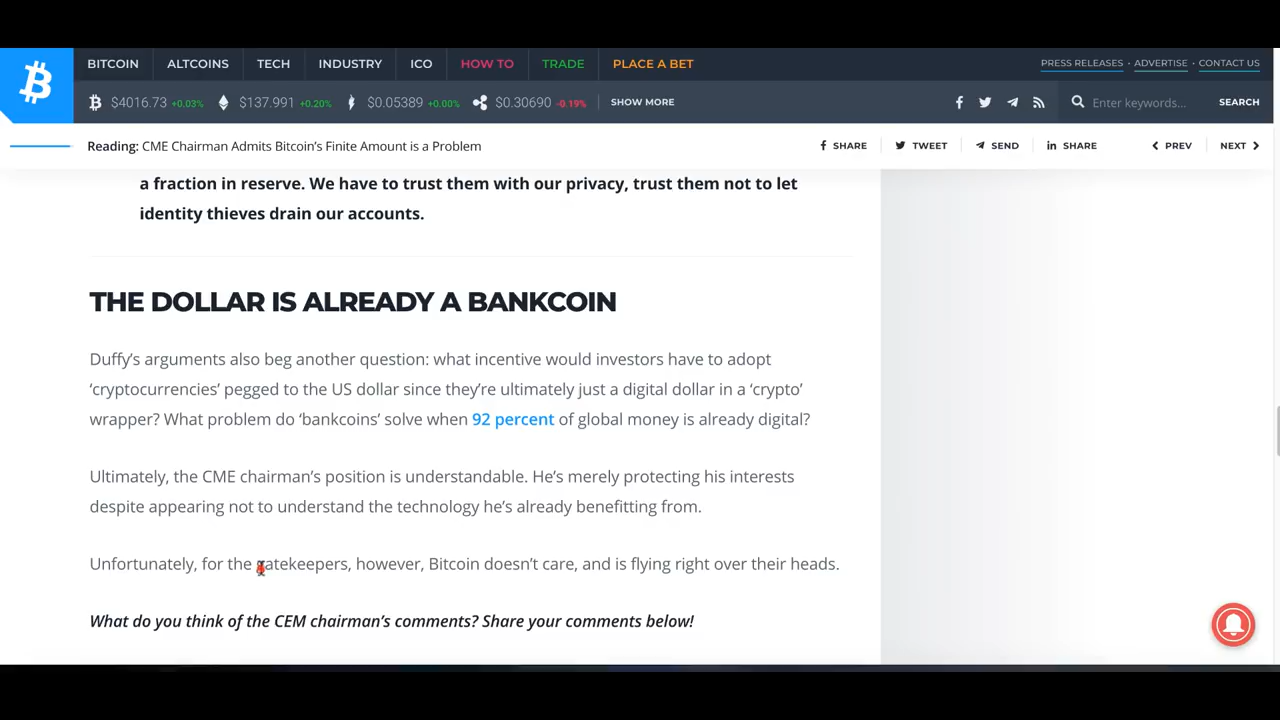 BITCOIN ALTCOINS TECH INDUSTRY ICO HOW TO TRADE PLACE A BET
PRESS RELEASES · ADVERTISE · CONTACT US
$4016.73 +0.03% $137.991 +0.20% $0.05389 +0.00% $0.30690 -0.19% SHOW MORE
Enter keywords... SEARCH
Reading: CME Chairman Admits Bitcoin’s Finite Amount is a Problem
SHARE TWEET SEND SHARE PREV NEXT
a fraction in reserve. We have to trust them with our privacy, trust them not to let
identity thieves drain our accounts.
THE DOLLAR IS ALREADY A BANKCOIN
Duffy’s arguments also beg another question: what incentive would investors have to adopt
‘cryptocurrencies’ pegged to the US dollar since they’re ultimately just a digital dollar in a ‘crypto’
wrapper? What problem do ‘bankcoins’ solve when 92 percent of global money is already digital?
Ultimately, the CME chairman’s position is understandable. He’s merely protecting his interests
despite appearing not to understand the technology he’s already benefitting from.
Unfortunately, for the gatekeepers, however, Bitcoin doesn’t care, and is flying right over their heads.
What do you think of the CEM chairman’s comments? Share your comments below!